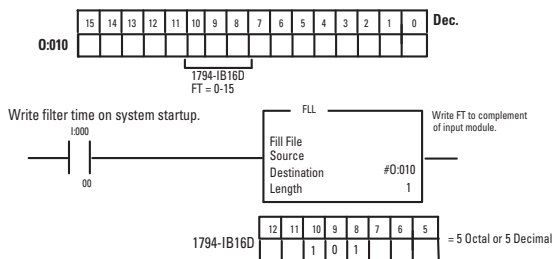 15 14 13 12 11 10 9 8 7 6 5 4 3 2 1 0 Dec.
O:010
1794-IB16D
FT = 0-15
Write filter time on system startup.
I:000
00
FLL
Fill File
Source
Destination #O:010
Length 1
Write FT to complement
of input module.
12 11 10 9 8 7 6 5
1794-IB16D 1 0 1 = 5 Octal or 5 Decimal